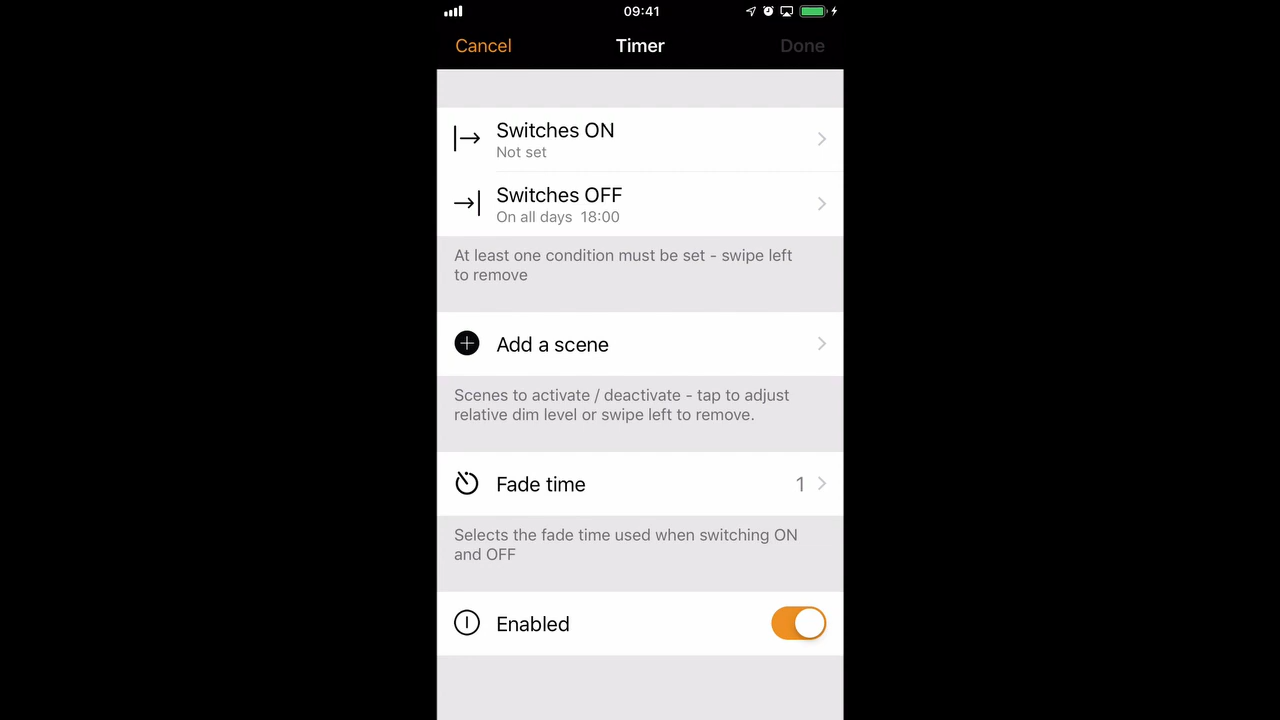 09:41
Cancel Timer Done
Switches ON
Not set
Switches OFF
On all days 18:00
At least one condition must be set - swipe left
to remove
Add a scene
Scenes to activate / deactivate - tap to adjust
relative dim level or swipe left to remove.
Fade time 1
Selects the fade time used when switching ON
and OFF
Enabled